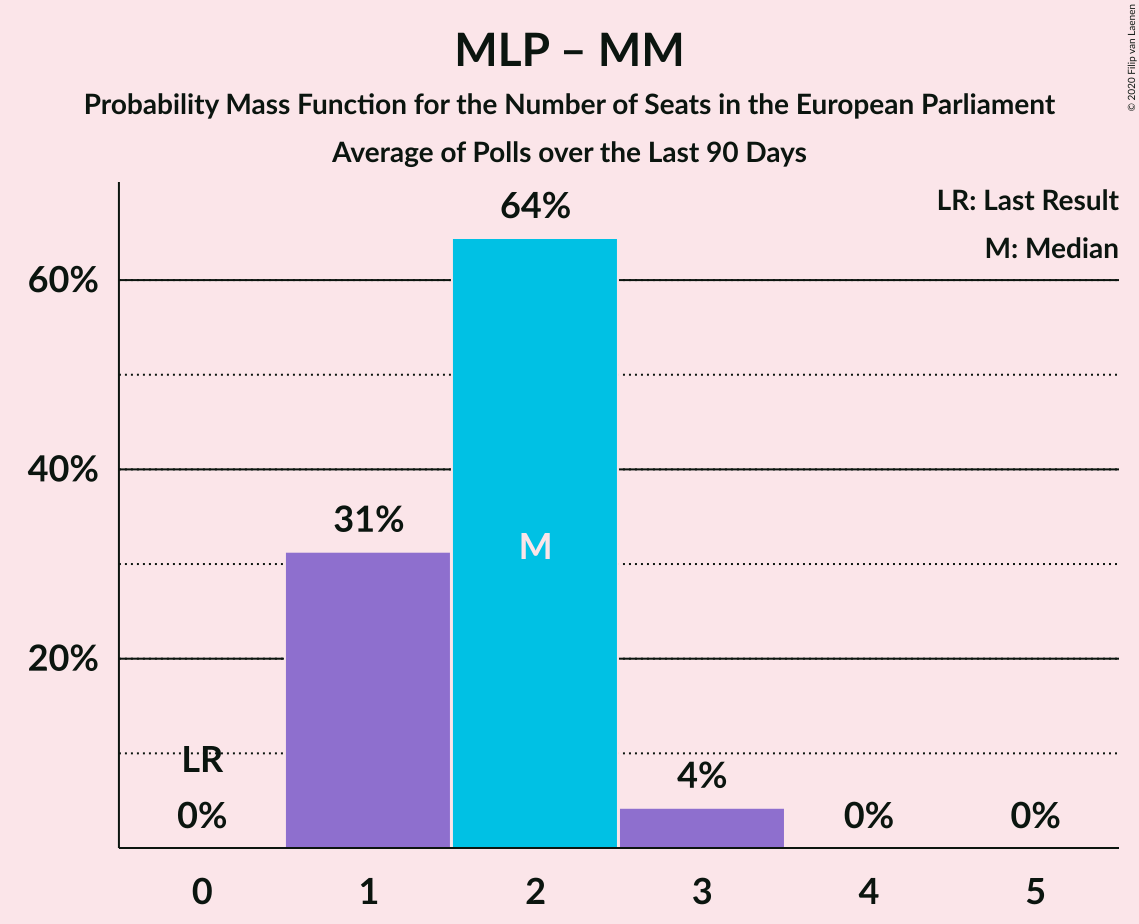 MLP – MM
Probability Mass Function for the Number of Seats in the European Parliament
Average of Polls over the Last 90 Days
© 2020 Filip van Laenen
LR: Last Result
M: Median
64%
60%
40%
31%
M
20%
LR
4%
0%
0%
0%
0 1 2 3 4 5